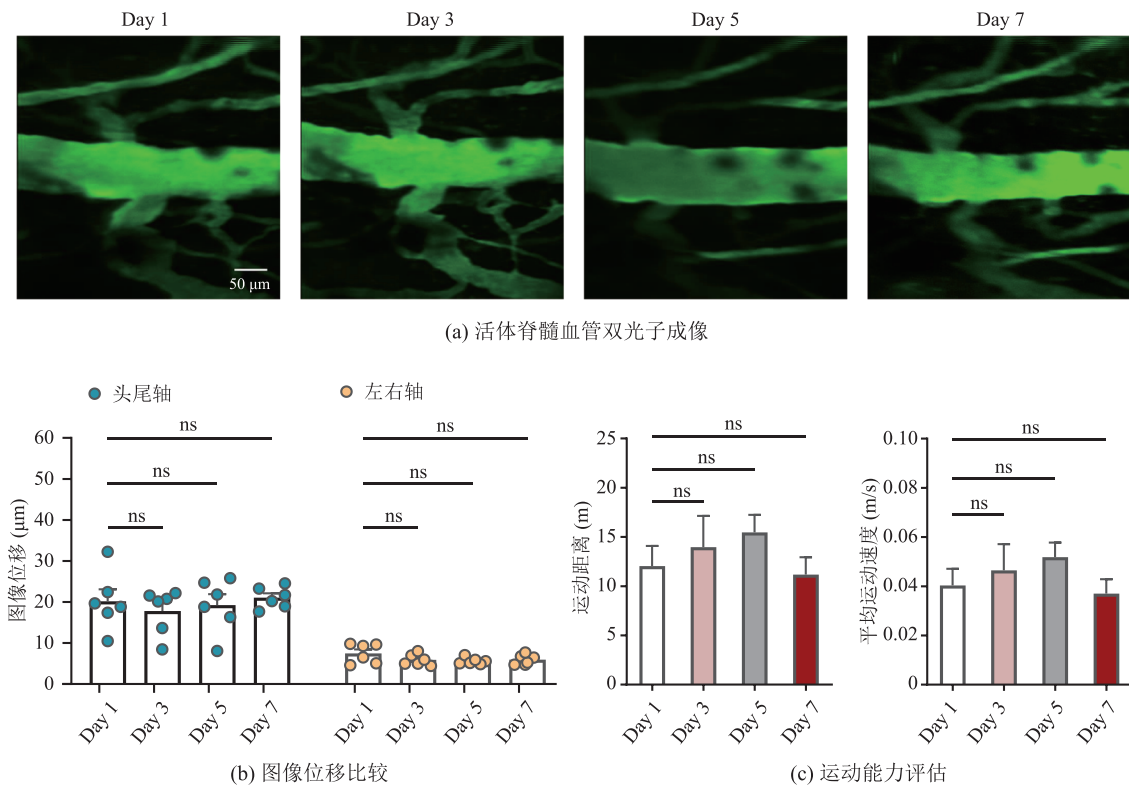 Day 1 Day 3 Day 5 Day 7
50 μm
(a) 活体脊髓血管双光子成像
头尾轴 左右轴
图像位移 (μm)
60
50
40
30
20
10
0
ns
ns
ns
ns
ns
ns
Day 1 Day 3 Day 5 Day 7 Day 1 Day 3 Day 5 Day 7
(b) 图像位移比较
运动距离 (m)
25
20
15
10
5
0
ns
ns
ns
Day 1 Day 3 Day 5 Day 7
平均运动速度 (m/s)
0.10
0.08
0.06
0.04
0.02
0
ns
ns
ns
Day 1 Day 3 Day 5 Day 7
(c) 运动能力评估